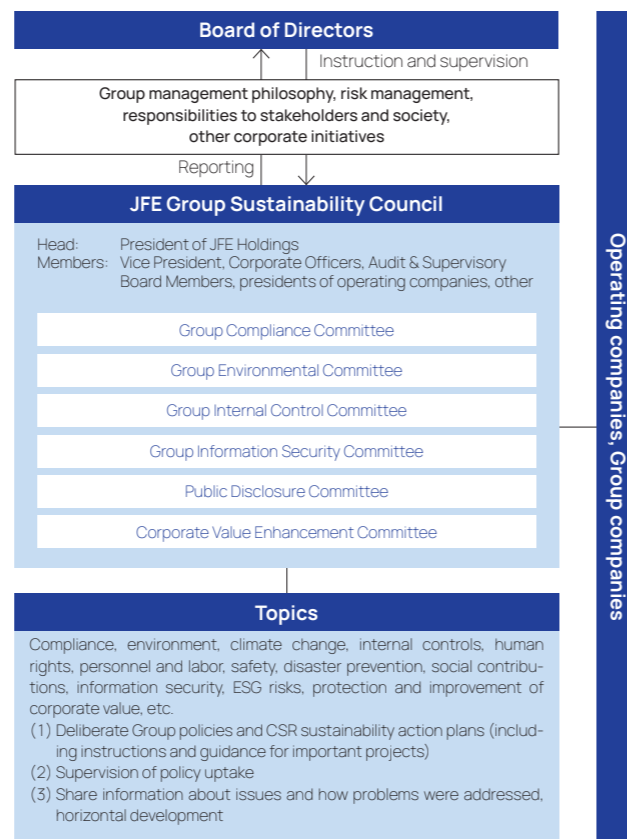 Board of Directors
Instruction and supervision
Group management philosophy, risk management,
responsibilities to stakeholders and society,
other corporate initiatives
Reporting
JFE Group Sustainability Council
Head: President of JFE Holdings
Members: Vice President, Corporate Officers, Audit & Supervisory
Board Members, presidents of operating companies, other
Group Compliance Committee
Group Environmental Committee
Group Internal Control Committee
Group Information Security Committee
Public Disclosure Committee
Corporate Value Enhancement Committee
Topics
Compliance, environment, climate change, internal controls, human
rights, personnel and labor, safety, disaster prevention, social contribu-
tions, information security, ESG risks, protection and improvement of
corporate value, etc.
(1) Deliberate Group policies and CSR sustainability action plans (includ-
ing instructions and guidance for important projects)
(2) Supervision of policy uptake
(3) Share information about issues and how problems were addressed,
horizontal development
Operating companies, Group companies